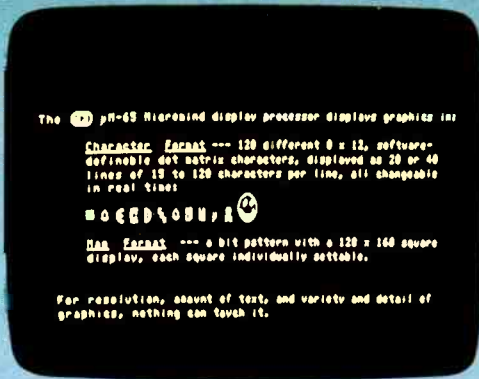 The µM-65 Micromind display processor displays graphics in:
Character Format --- 120 different 8 x 12, software-
definable dot matrix characters, displayed as 20 or 40
lines of 15 to 120 characters per line, all changeable
in real time:
Map Format --- a bit pattern with a 120 x 160 square
display, each square individually settable.
For resolution, amount of text, and variety and detail of
graphics, nothing can touch it.